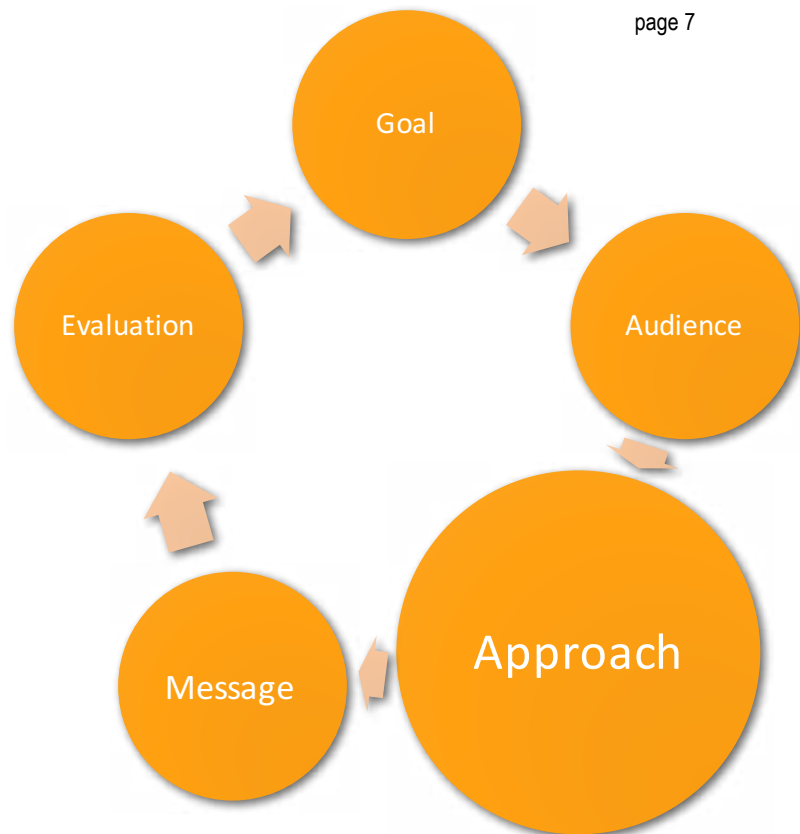 page 7
Goal
Audience
Approach
Message
Evaluation